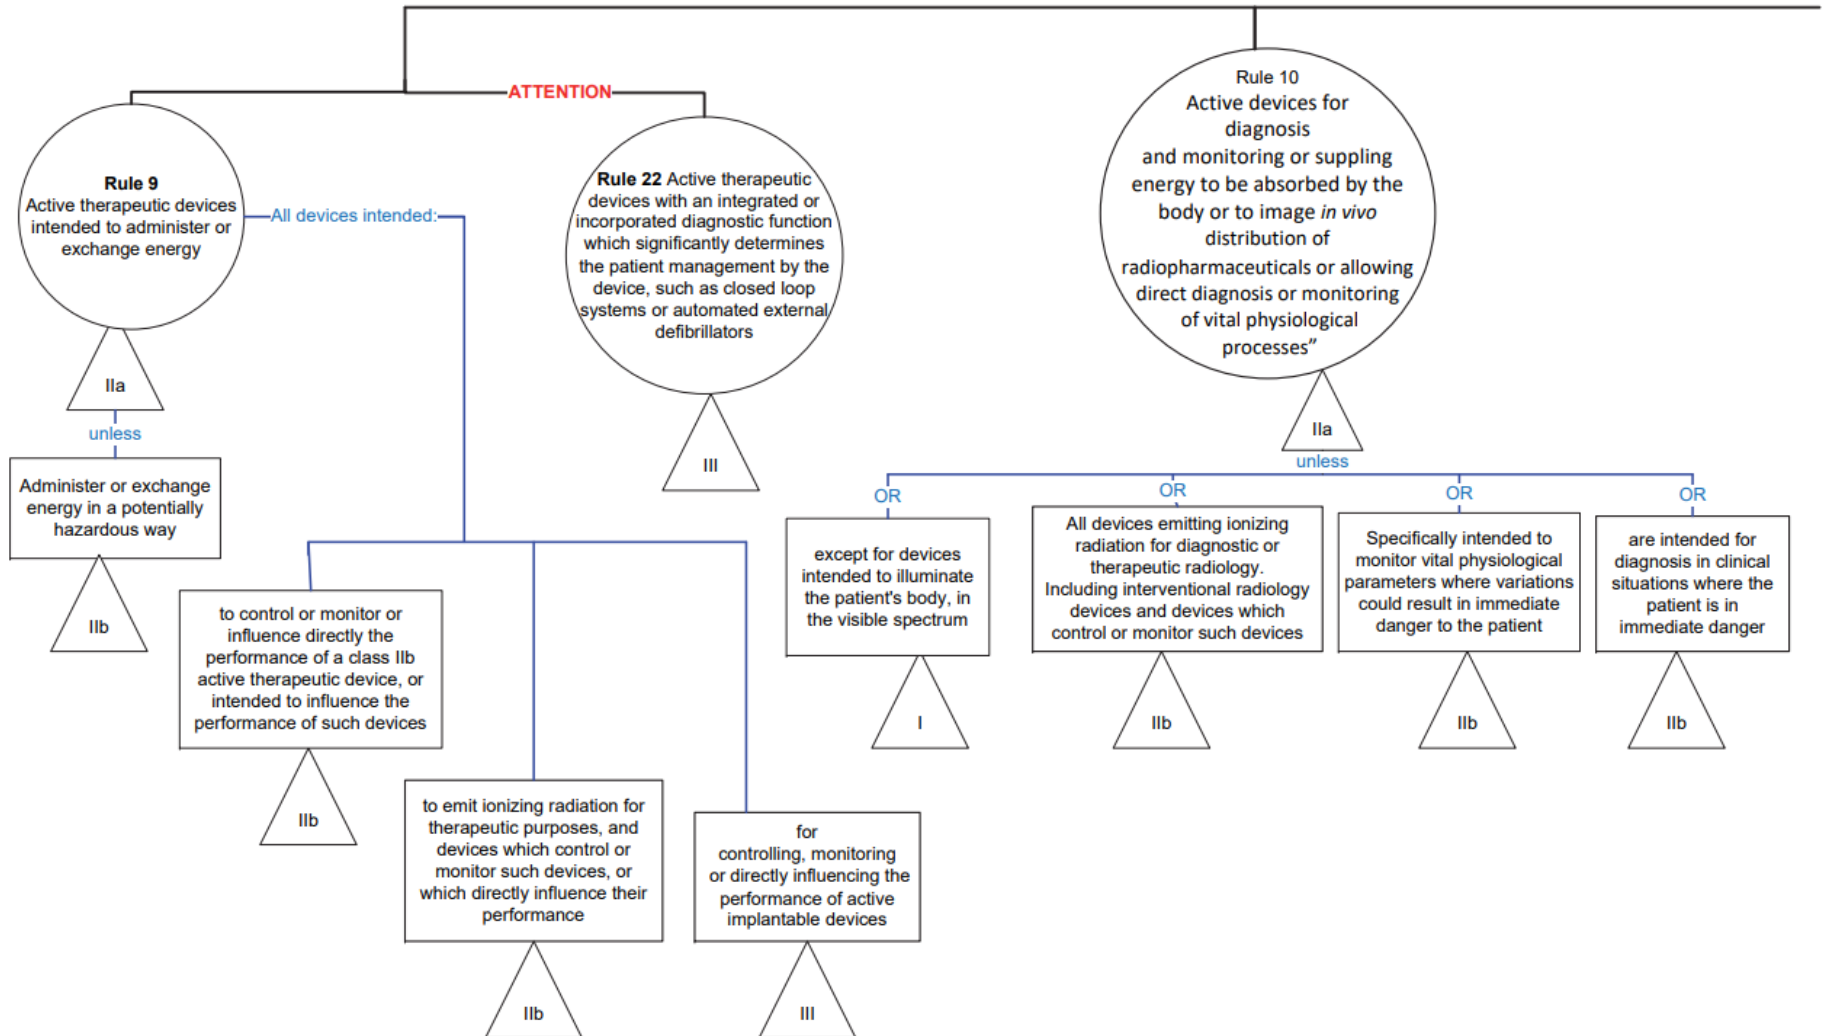 ATTENTION
Rule 9
Active therapeutic devices
intended to administer or
exchange energy
All devices intended:
IIa
unless
Administer or exchange
energy in a potentially
hazardous way
IIb
to control or monitor or
influence directly the
performance of a class IIb
active therapeutic device, or
intended to influence the
performance of such devices
IIb
to emit ionizing radiation for
therapeutic purposes, and
devices which control or
monitor such devices, or
which directly influence their
performance
IIb
for
controlling, monitoring
or directly influencing the
performance of active
implantable devices
III
Rule 22 Active therapeutic
devices with an integrated or
incorporated diagnostic function
which significantly determines
the patient management by the
device, such as closed loop
systems or automated external
defibrillators
III
Rule 10
Active devices for
diagnosis
and monitoring or suppling
energy to be absorbed by the
body or to image in vivo
distribution of
radiopharmaceuticals or allowing
direct diagnosis or monitoring
of vital physiological
processes”
IIa
unless
OR
except for devices
intended to illuminate
the patient's body, in
the visible spectrum
I
OR
All devices emitting ionizing
radiation for diagnostic or
therapeutic radiology.
Including interventional radiology
devices and devices which
control or monitor such devices
IIb
OR
Specifically intended to
monitor vital physiological
parameters where variations
could result in immediate
danger to the patient
IIb
OR
are intended for
diagnosis in clinical
situations where the
patient is in
immediate danger
IIb